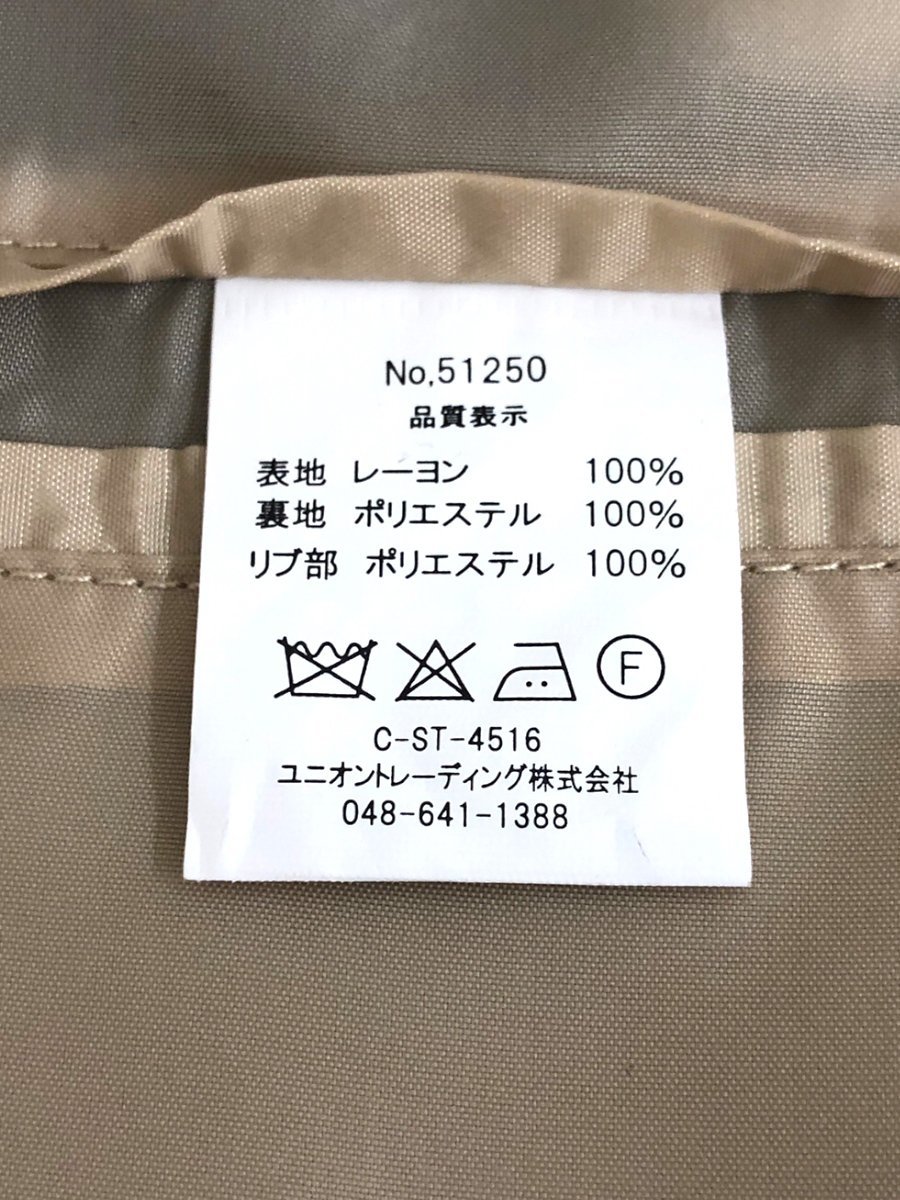 No,51250
品質表示
表地 レーヨン 100%
裏地 ポリエステル 100%
リブ部 ポリエステル 100%
F
C-ST-4516
ユニオントレーディング株式会社
048-641-1388